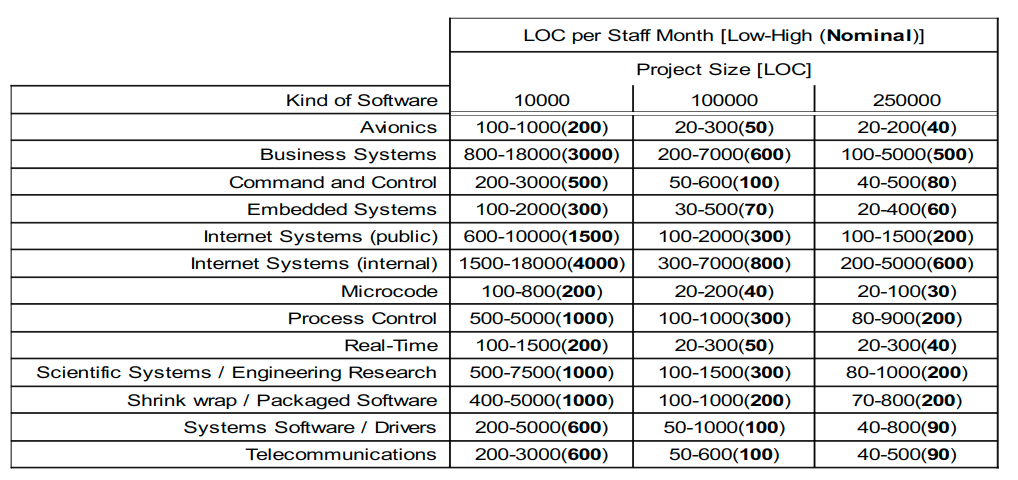 LOC per Staff Month [Low-High (Nominal)]
Project Size [LOC]
Kind of Software 10000 100000 250000
Avionics 100-1000(200) 20-300(50) 20-200(40)
Business Systems 800-18000(3000) 200-7000(600) 100-5000(500)
Command and Control 200-3000(500) 50-600(100) 40-500(80)
Embedded Systems 100-2000(300) 30-500(70) 20-400(60)
Internet Systems (public) 600-10000(1500) 100-2000(300) 100-1500(200)
Internet Systems (internal) 1500-18000(4000) 300-7000(800) 200-5000(600)
Microcode 100-800(200) 20-200(40) 20-100(30)
Process Control 500-5000(1000) 100-1000(300) 80-900(200)
Real-Time 100-1500(200) 20-300(50) 20-300(40)
Scientific Systems / Engineering Research 500-7500(1000) 100-1500(300) 80-1000(200)
Shrink wrap / Packaged Software 400-5000(1000) 100-1000(200) 70-800(200)
Systems Software / Drivers 200-5000(600) 50-1000(100) 40-800(90)
Telecommunications 200-3000(600) 50-600(100) 40-500(90)